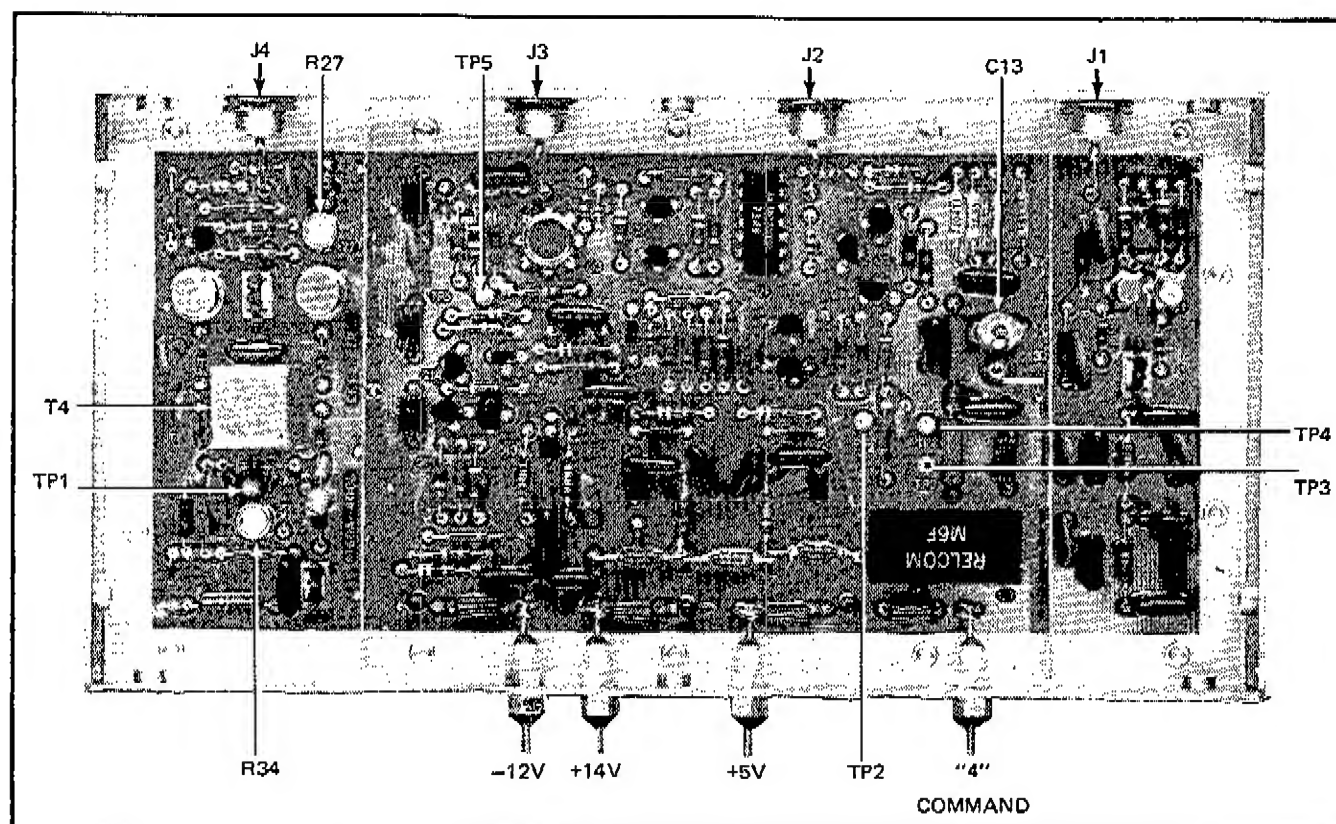 J4
R27
TP5
J3
J2
C13
J1
T4
TP4
TP1
TP3
RELCOM
M6F
R34
−12V
+14V
+5V
TP2
"4"
COMMAND